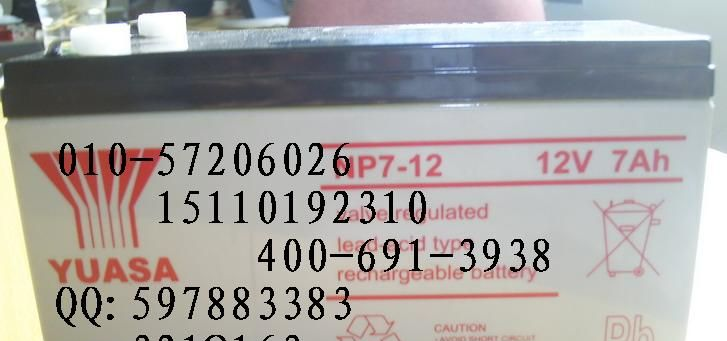 010-57206026
NP7-12 12V 7Ah
15110192310
valve regulated
lead-acid type
400-691-3938
rechargeable battery
YUASA
QQ: 597883383
CAUTION
Pb